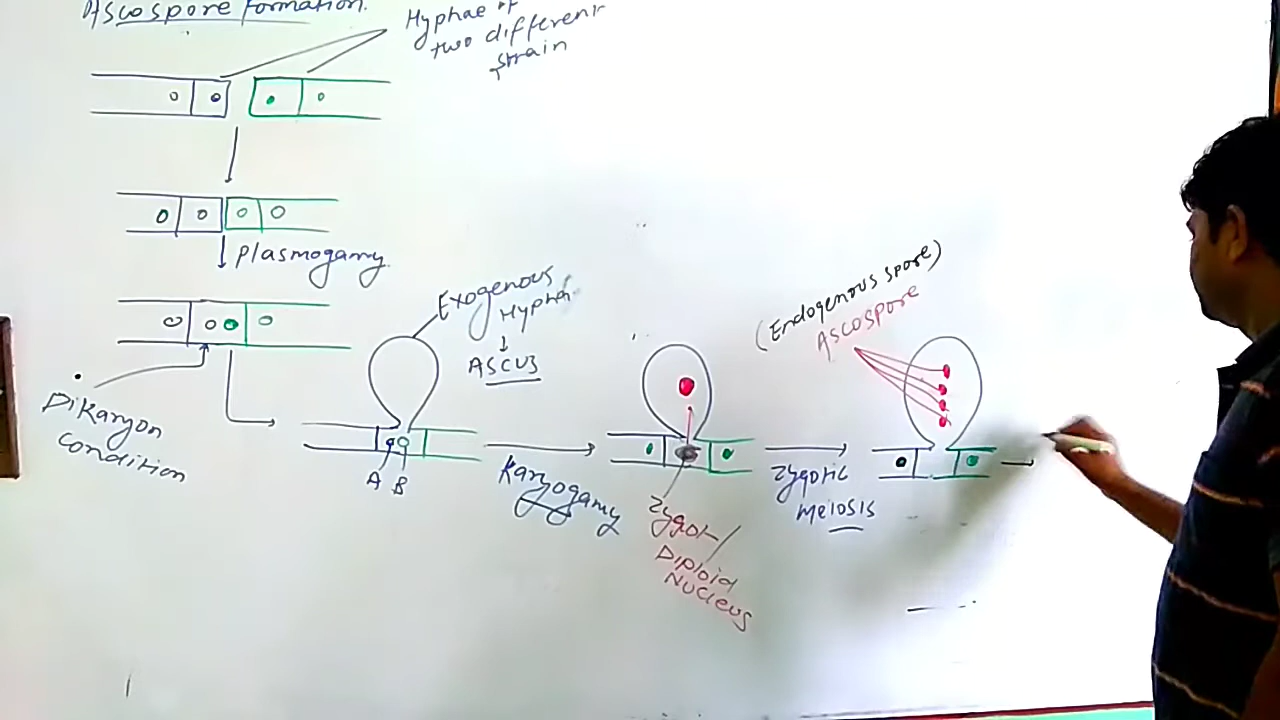 Ascospore Formation.
Hyphae of
two different
strain
Plasmogamy
Dikaryon
condition
Exogenous
Hypha
ASCUS
A B
Karyogamy
Zygot/
Diploid
Nucleus
Zygotic
Meiosis
(Endogenous spore)
Ascospore